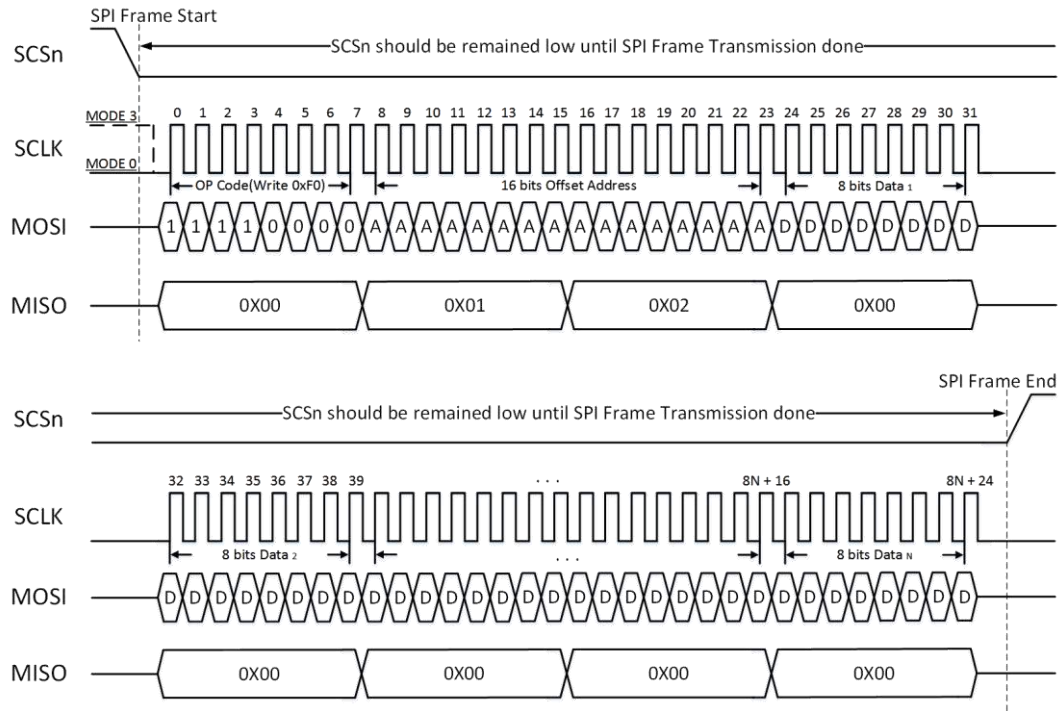 SPI Frame Start
SCSn
SCSn should be remained low until SPI Frame Transmission done
0 1 2 3 4 5 6 7 8 9 10 11 12 13 14 15 16 17 18 19 20 21 22 23 24 25 26 27 28 29 30 31
MODE 3
SCLK
MODE 0
OP Code(Write 0xF0) 16 bits Offset Address 8 bits Data 1
MOSI 1 1 1 1 0 0 0 0 A A A A A A A A A A A A A A A A D D D D D D D D
MISO 0X00 0X01 0X02 0X00
SPI Frame End
SCSn
SCSn should be remained low until SPI Frame Transmission done
32 33 34 35 36 37 38 39 . . . 8N + 16 8N + 24
SCLK
8 bits Data 2 . . . 8 bits Data N
MOSI D D D D D D D D D D D D D D D D D D D D D D D D D D D D D D D D
MISO 0X00 0X00 0X00 0X00